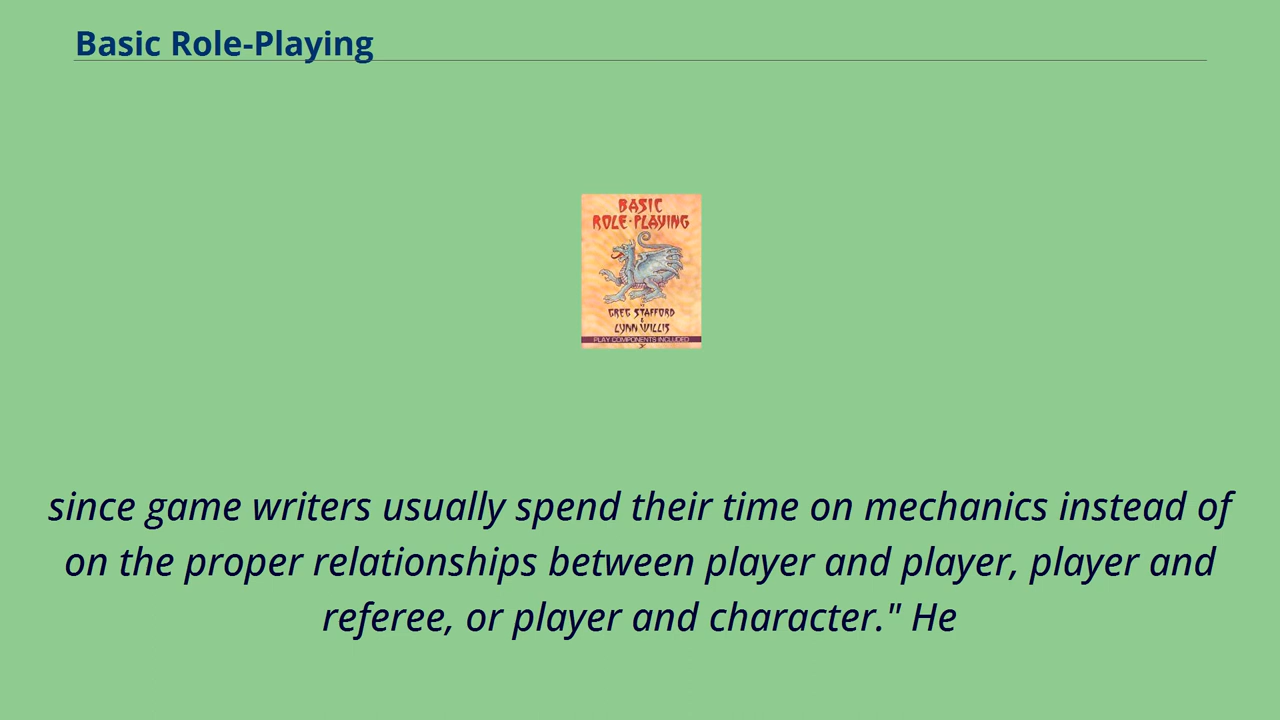 Basic Role-Playing
BASIC
ROLE-PLAYING
GREG STAFFORD
&
LYNN WILLIS
PLAY COMPONENTS INCLUDED
since game writers usually spend their time on mechanics instead of
on the proper relationships between player and player, player and
referee, or player and character." He